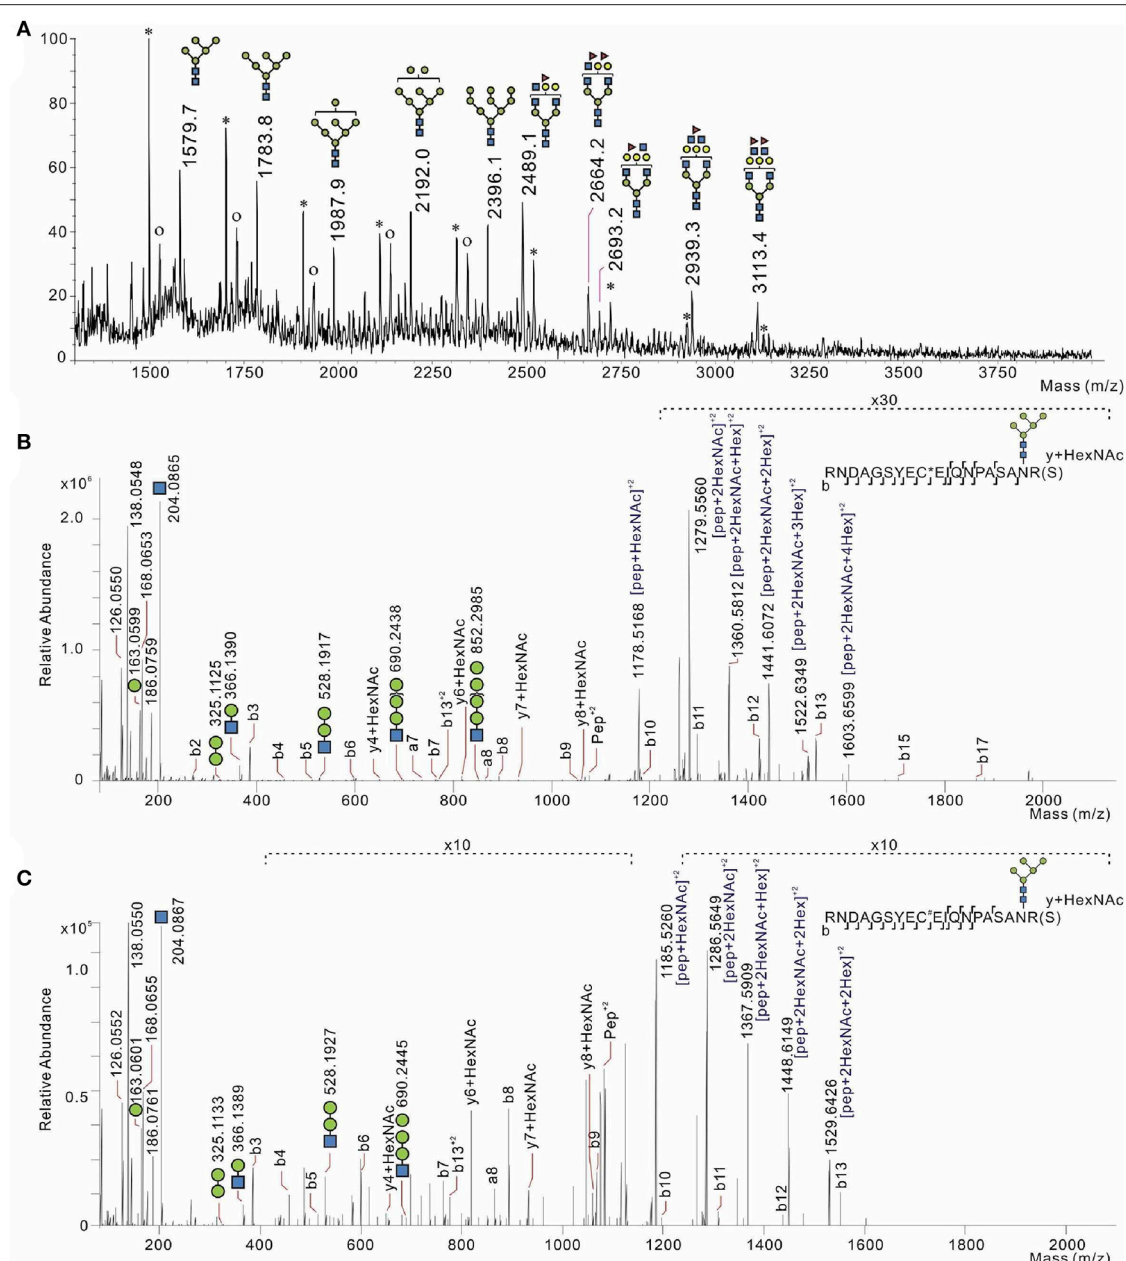 A
100
80
60
40
20
0
*
1579.7
o
*
1783.8
o
*
o
1987.9
*
o
2192.0
*
o
2396.1
2489.1
*
2664.2
2693.2
*
*
2939.3
3113.4
*
1500 1750 2000 2250 2500 2750 3000 3250 3500 3750
Mass (m/z)
B
x30
y+HexNAc
RNDAGSYEC*EIQNPASANR(S)
b
x10⁶
2.0
1.0
0
Relative Abundance
126.0550
138.0548
163.0599
168.0653
186.0759
204.0865
b2
325.1125
366.1390
b3
b4
b5
528.1917
b6
y4+HexNAc
690.2438
a7
b7
b13⁺²
y6+HexNAc
852.2985
a8
b8
y7+HexNAc
b9
y8+HexNAc
Pep⁺²
1178.5168 [pep+HexNAc]⁺²
b10
1279.5560
[pep+2HexNAc]⁺²
b11
1360.5812 [pep+2HexNAc+Hex]⁺²
b12
1441.6072 [pep+2HexNAc+2Hex]⁺²
1522.6349 [pep+2HexNAc+3Hex]⁺²
b13
1603.6599 [pep+2HexNAc+4Hex]⁺²
b15
b17
200 400 600 800 1000 1200 1400 1600 1800 2000
Mass (m/z)
C
x10
x10
y+HexNAc
RNDAGSYEC#EIQNPASANR(S)
b
x10⁵
1.0
0.5
0
Relative Abundance
126.0552
138.0550
163.0601
168.0655
186.0761
204.0867
325.1133
366.1389
b3
b4
b5
528.1927
b6
y4+HexNAc
690.2445
b7
b13⁺²
y6+HexNAc
a8
b8
y7+HexNAc
y8+HexNAc
b9
Pep⁺²
1185.5260
[pep+HexNAc]⁺²
b10
1286.5649
[pep+2HexNAc]⁺²
b11
1367.5909
[pep+2HexNAc+Hex]⁺²
b12
1448.6149
[pep+2HexNAc+2Hex]⁺²
1529.6426
[pep+2HexNAc+2Hex]⁺²
b13
200 400 600 800 1000 1200 1400 1600 1800 2000
Mass (m/z)